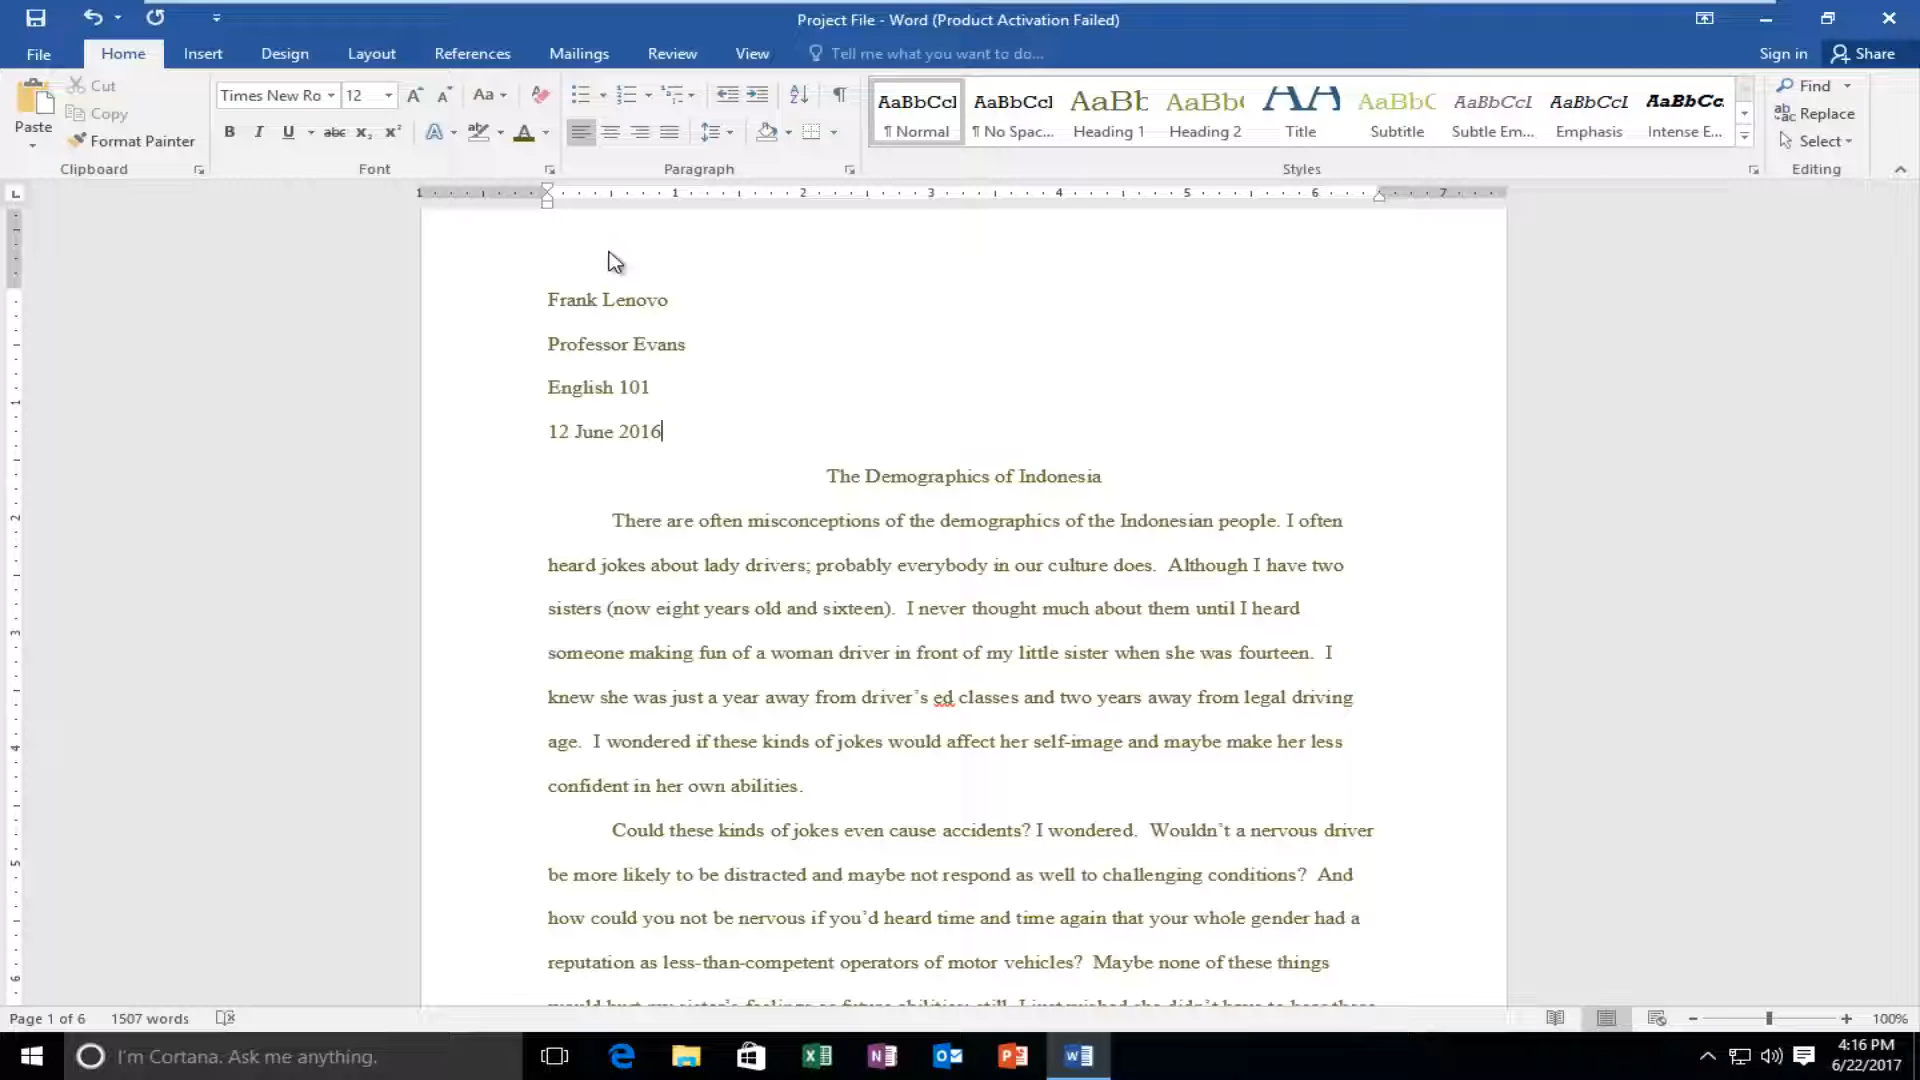 Project File - Word (Product Activation Failed)
File Home Insert Design Layout References Mailings Review View Tell me what you want to do... Sign in Share
Paste Cut Copy Format Painter Clipboard
Times New Ro 12 Aa
B I U abc x₂ x² A A
Font
Paragraph
AaBbCcI AaBbCcI AaBb AaBb( AA AaBbC AaBbCcI AaBbCcI AaBbCc.
¶ Normal ¶ No Spac... Heading 1 Heading 2 Title Subtitle Subtle Em... Emphasis Intense E...
Styles
Find
Replace
Select
Editing
1 1 2 3 4 5 6 7
Frank Lenovo
Professor Evans
English 101
12 June 2016
The Demographics of Indonesia
There are often misconceptions of the demographics of the Indonesian people. I often
heard jokes about lady drivers; probably everybody in our culture does.  Although I have two
sisters (now eight years old and sixteen).  I never thought much about them until I heard
someone making fun of a woman driver in front of my little sister when she was fourteen.  I
knew she was just a year away from driver’s ed classes and two years away from legal driving
age.  I wondered if these kinds of jokes would affect her self-image and maybe make her less
confident in her own abilities.
Could these kinds of jokes even cause accidents? I wondered.  Wouldn’t a nervous driver
be more likely to be distracted and maybe not respond as well to challenging conditions?  And
how could you not be nervous if you’d heard time and time again that your whole gender had a
reputation as less-than-competent operators of motor vehicles?  Maybe none of these things
Page 1 of 6 1507 words 100%
I'm Cortana. Ask me anything.
4:16 PM
6/22/2017